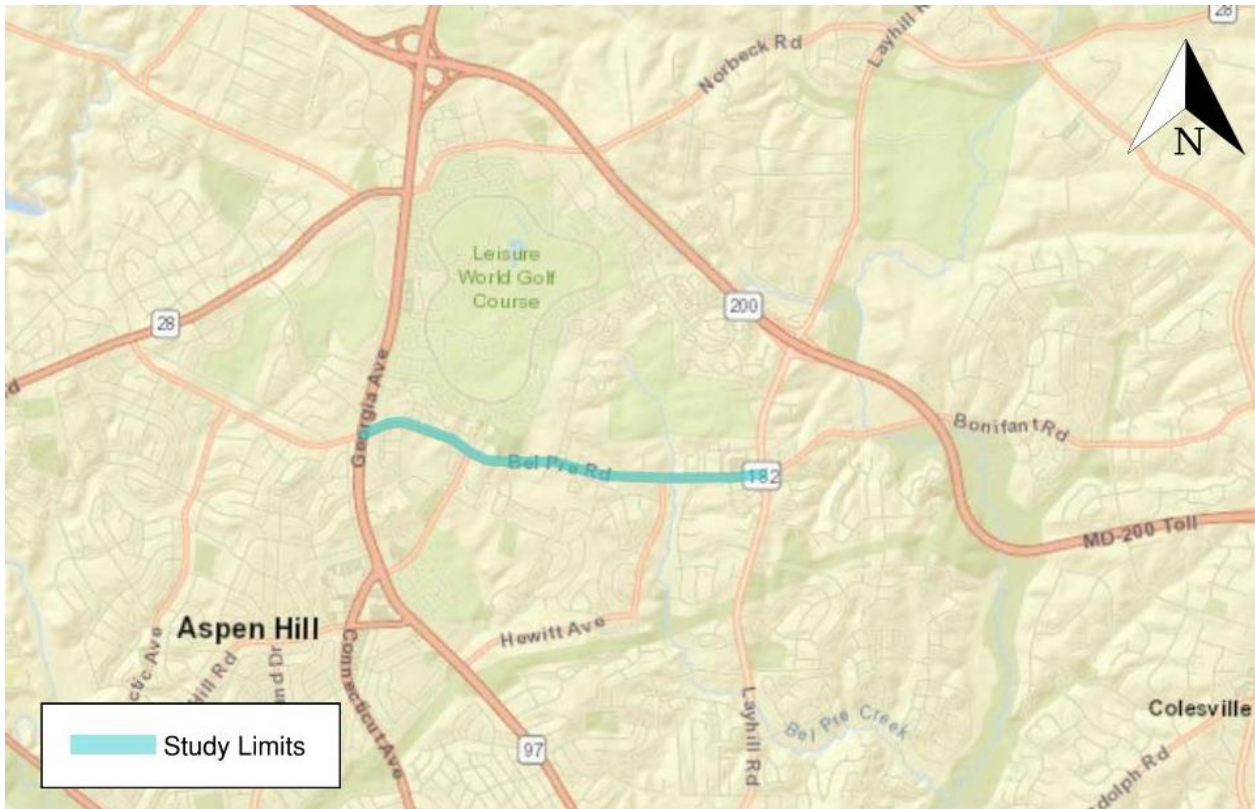 28
Layhill R
Norbeck Rd
N
Leisure
World Golf
Course
200
28
Georgia Ave
Bonifant Rd
Bel Pre Rd
182
MD-200 Toll
Aspen Hill
Hewitt Ave
Connecticut Ave
Layhill Rd
Bel Pre Creek
Colesville
97
Study Limits